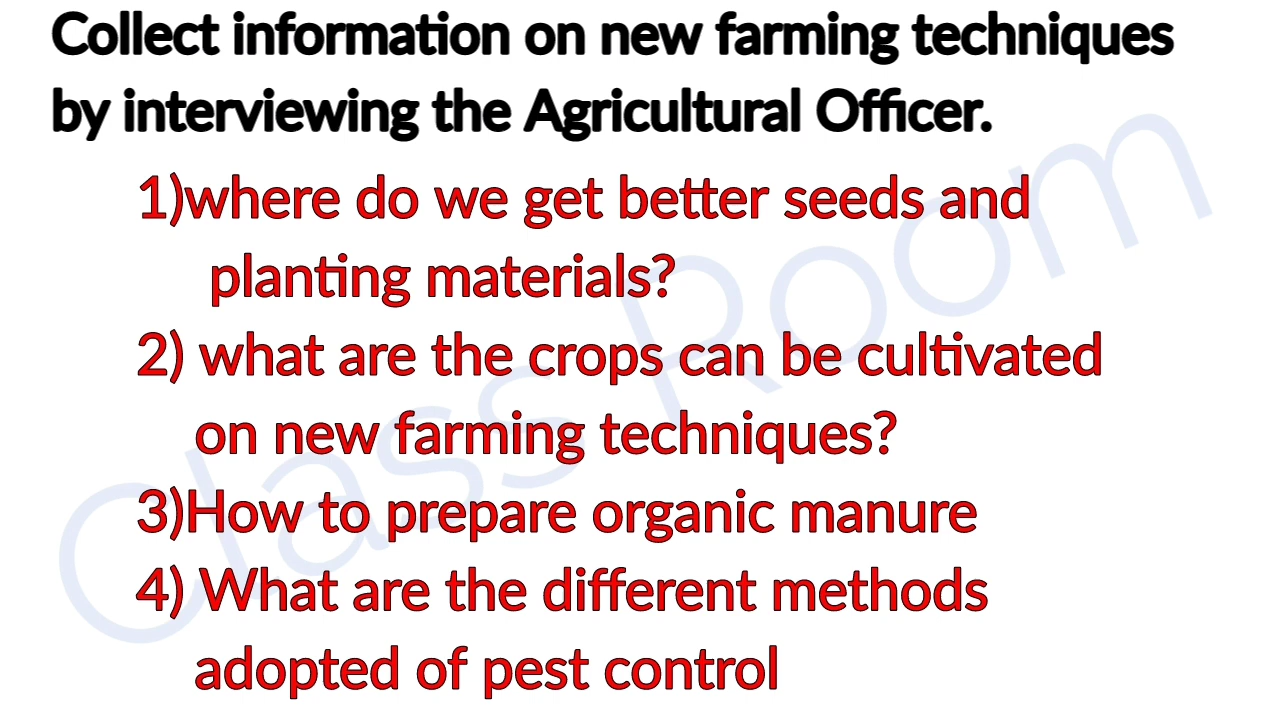 Collect information on new farming techniques
by interviewing the Agricultural Officer.
1)where do we get better seeds and
planting materials?
2) what are the crops can be cultivated
on new farming techniques?
3)How to prepare organic manure
4) What are the different methods
adopted of pest control
Class Room